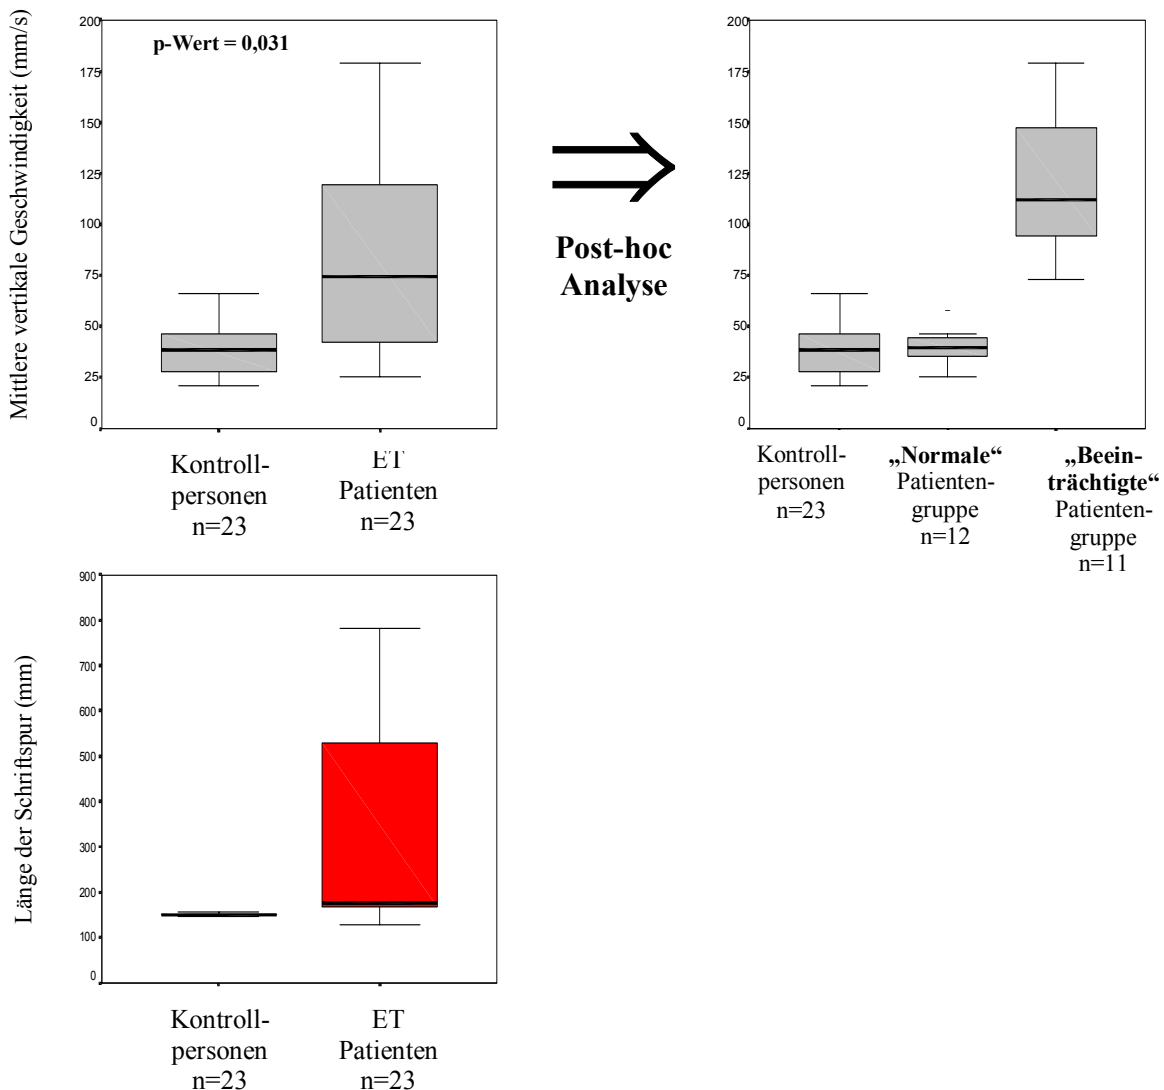 Mittlere vertikale Geschwindigkeit (mm/s)
200
175
150
125
100
75
50
25
0
p-Wert = 0,031
Kontroll-
personen
n=23
ET
Patienten
n=23
Post-hoc
Analyse
200
175
150
125
100
75
50
25
0
Kontroll-
personen
n=23
„Normale“
Patienten-
gruppe
n=12
„Beein-
trächtigte“
Patienten-
gruppe
n=11
Länge der Schriftspur (mm)
900
800
700
600
500
400
300
200
100
0
Kontroll-
personen
n=23
ET
Patienten
n=23